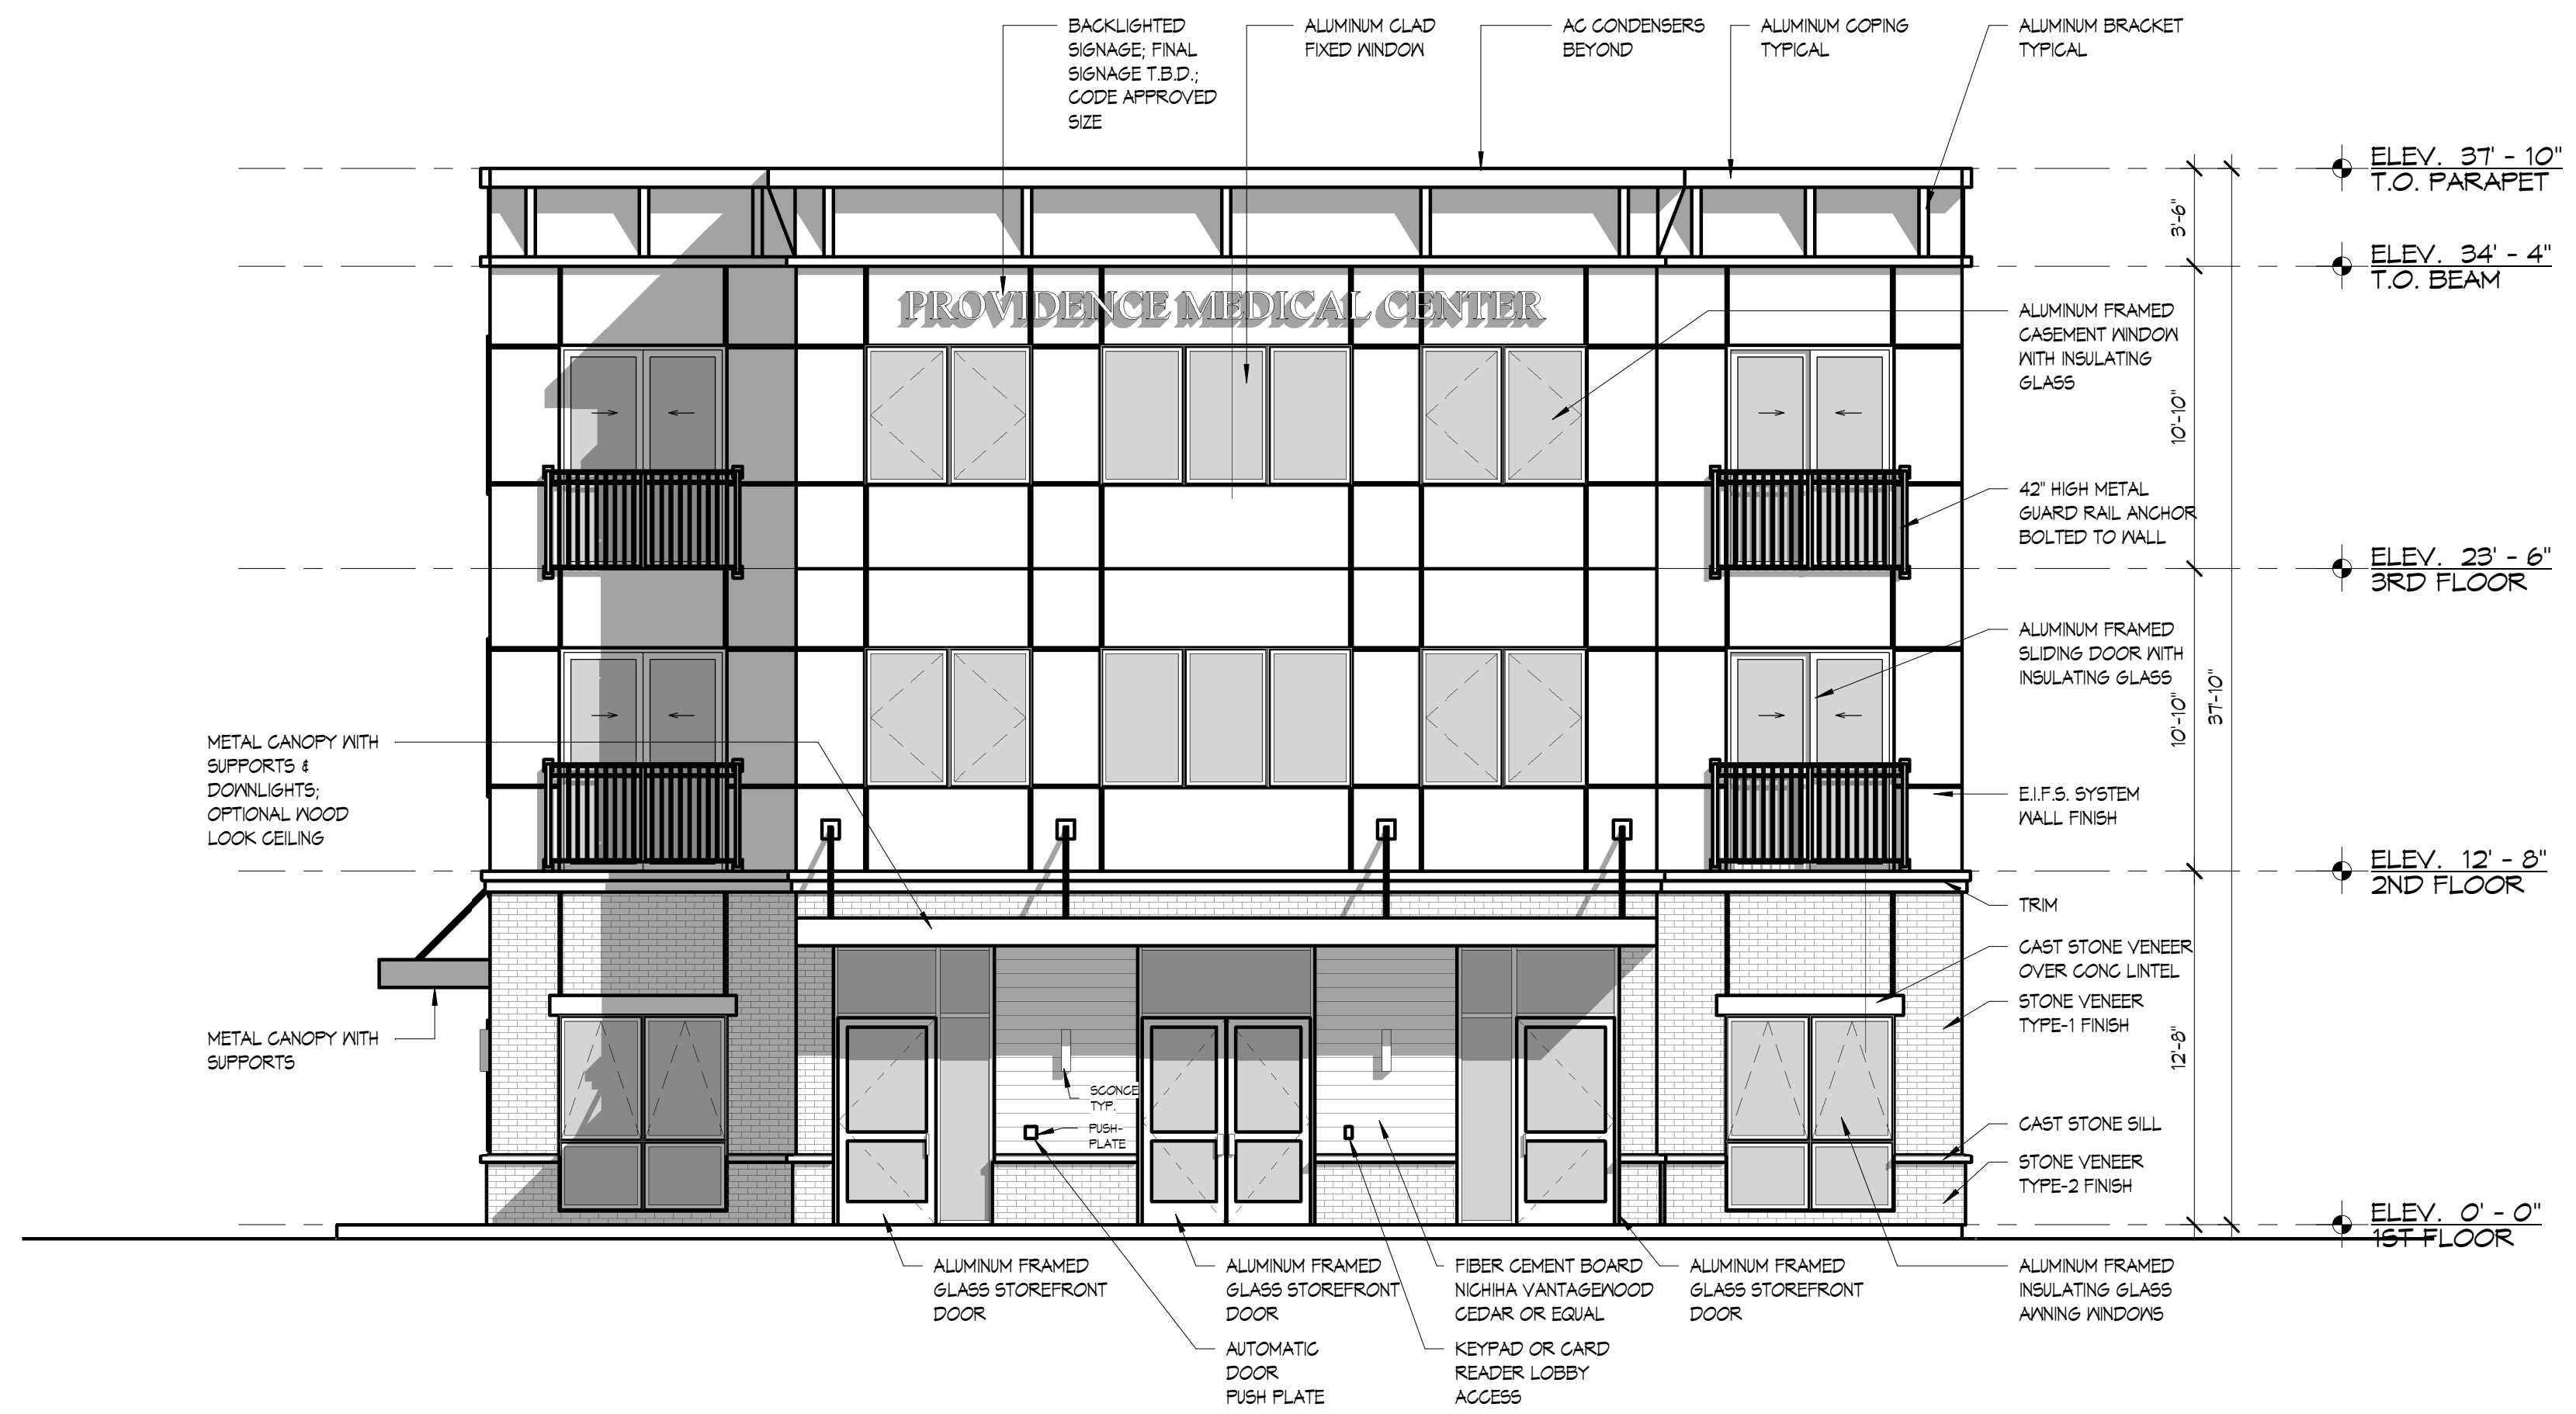 BACKLIGHTED
SIGNAGE; FINAL
SIGNAGE T.B.D.;
CODE APPROVED
SIZE
ALUMINUM CLAD
FIXED WINDOW
AC CONDENSERS
BEYOND
ALUMINUM COPING
TYPICAL
ALUMINUM BRACKET
TYPICAL
ELEV. 37' - 10"
T.O. PARAPET
3'-6"
ELEV. 34' - 4"
T.O. BEAM
PROVIDENCE MEDICAL CENTER
ALUMINUM FRAMED
CASEMENT WINDOW
WITH INSULATING
GLASS
10'-10"
42" HIGH METAL
GUARD RAIL ANCHOR
BOLTED TO WALL
ELEV. 23' - 6"
3RD FLOOR
ALUMINUM FRAMED
SLIDING DOOR WITH
INSULATING GLASS
10'-10"
37'-10"
METAL CANOPY WITH
SUPPORTS &
DOWNLIGHTS;
OPTIONAL WOOD
LOOK CEILING
E.I.F.S. SYSTEM
WALL FINISH
ELEV. 12' - 8"
2ND FLOOR
TRIM
CAST STONE VENEER
OVER CONC LINTEL
STONE VENEER
TYPE-1 FINISH
12'-8"
METAL CANOPY WITH
SUPPORTS
SCONCE
TYP.
PUSH-
PLATE
CAST STONE SILL
STONE VENEER
TYPE-2 FINISH
ELEV. 0' - 0"
1ST FLOOR
ALUMINUM FRAMED
GLASS STOREFRONT
DOOR
ALUMINUM FRAMED
GLASS STOREFRONT
DOOR
FIBER CEMENT BOARD
NICHIHA VANTAGEWOOD
CEDAR OR EQUAL
ALUMINUM FRAMED
GLASS STOREFRONT
DOOR
ALUMINUM FRAMED
INSULATING GLASS
AWNING WINDOWS
AUTOMATIC
DOOR
PUSH PLATE
KEYPAD OR CARD
READER LOBBY
ACCESS